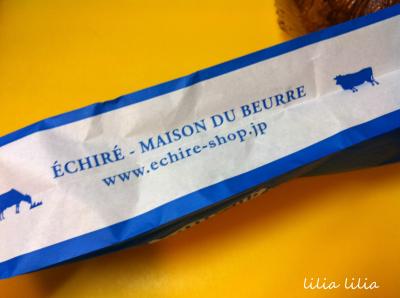 ÉCHIRÉ - MAISON DU BEURRE
www.echire-shop.jp
lilia lilia